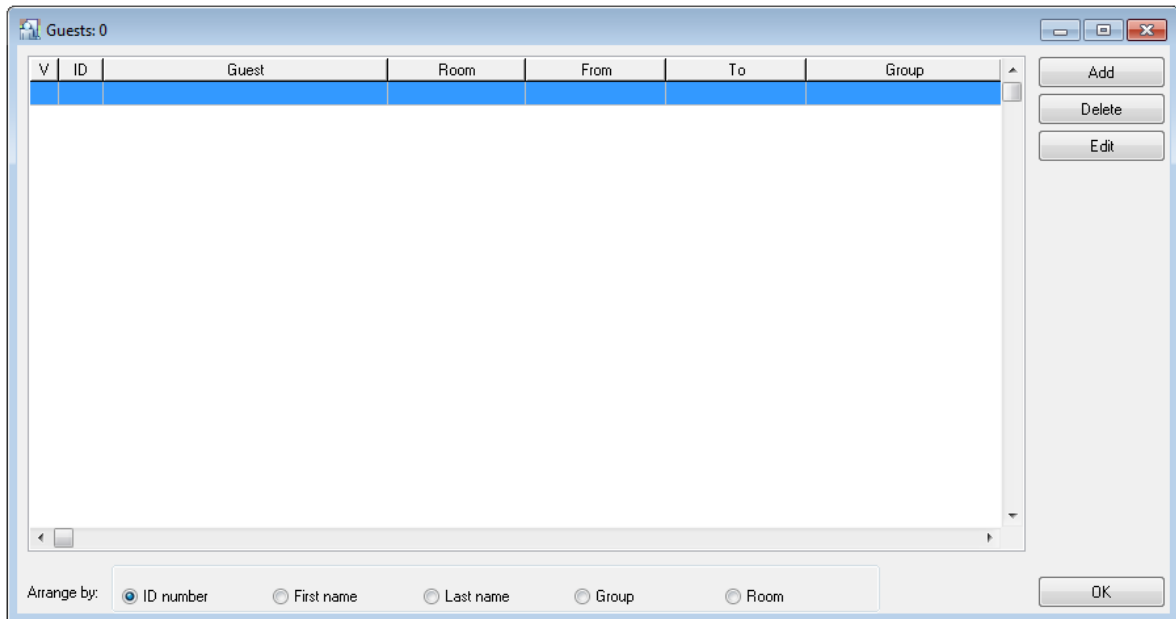 Guests: 0
V ID Guest Room From To Group
Add
Delete
Edit
Arrange by: ID number First name Last name Group Room
OK